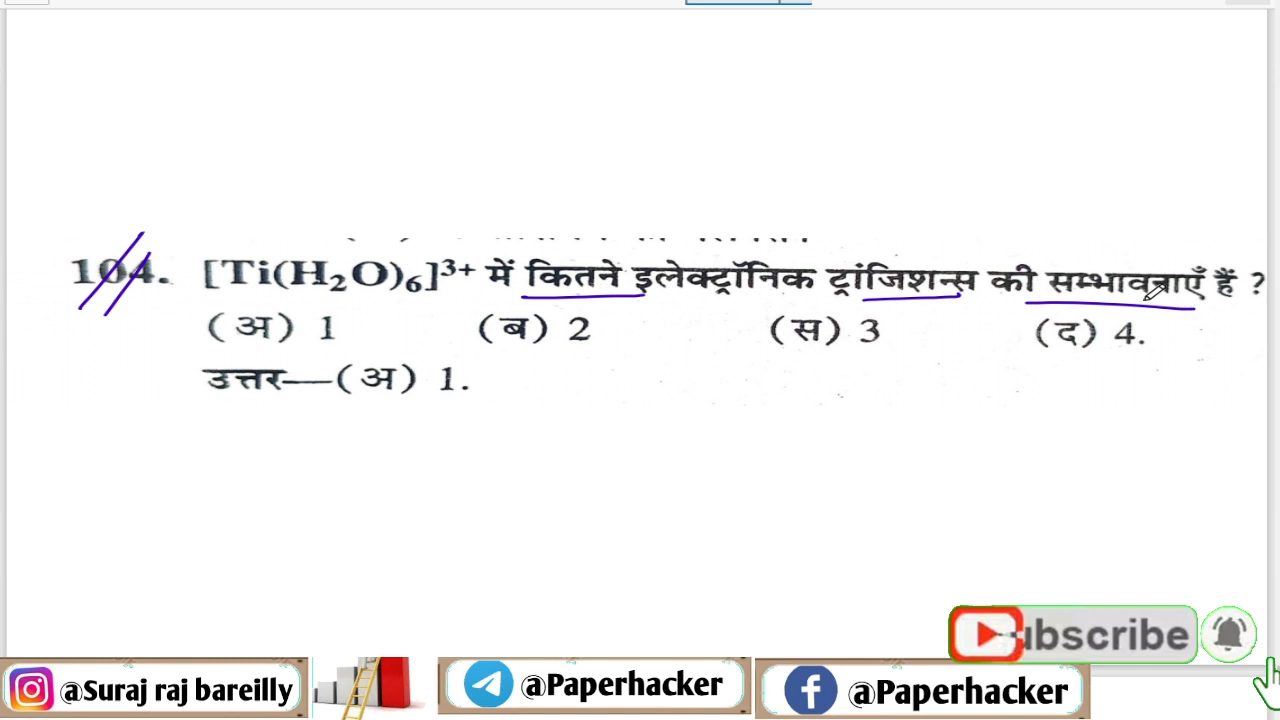 104. [Ti(H₂O)₆]³⁺ में कितने इलेक्ट्रॉनिक ट्रांजिशन्स की सम्भावनाएँ हैं ?
(अ) 1 (ब) 2 (स) 3 (द) 4.
उत्तर—(अ) 1.
ubscribe
@Suraj raj bareilly @Paperhacker @Paperhacker